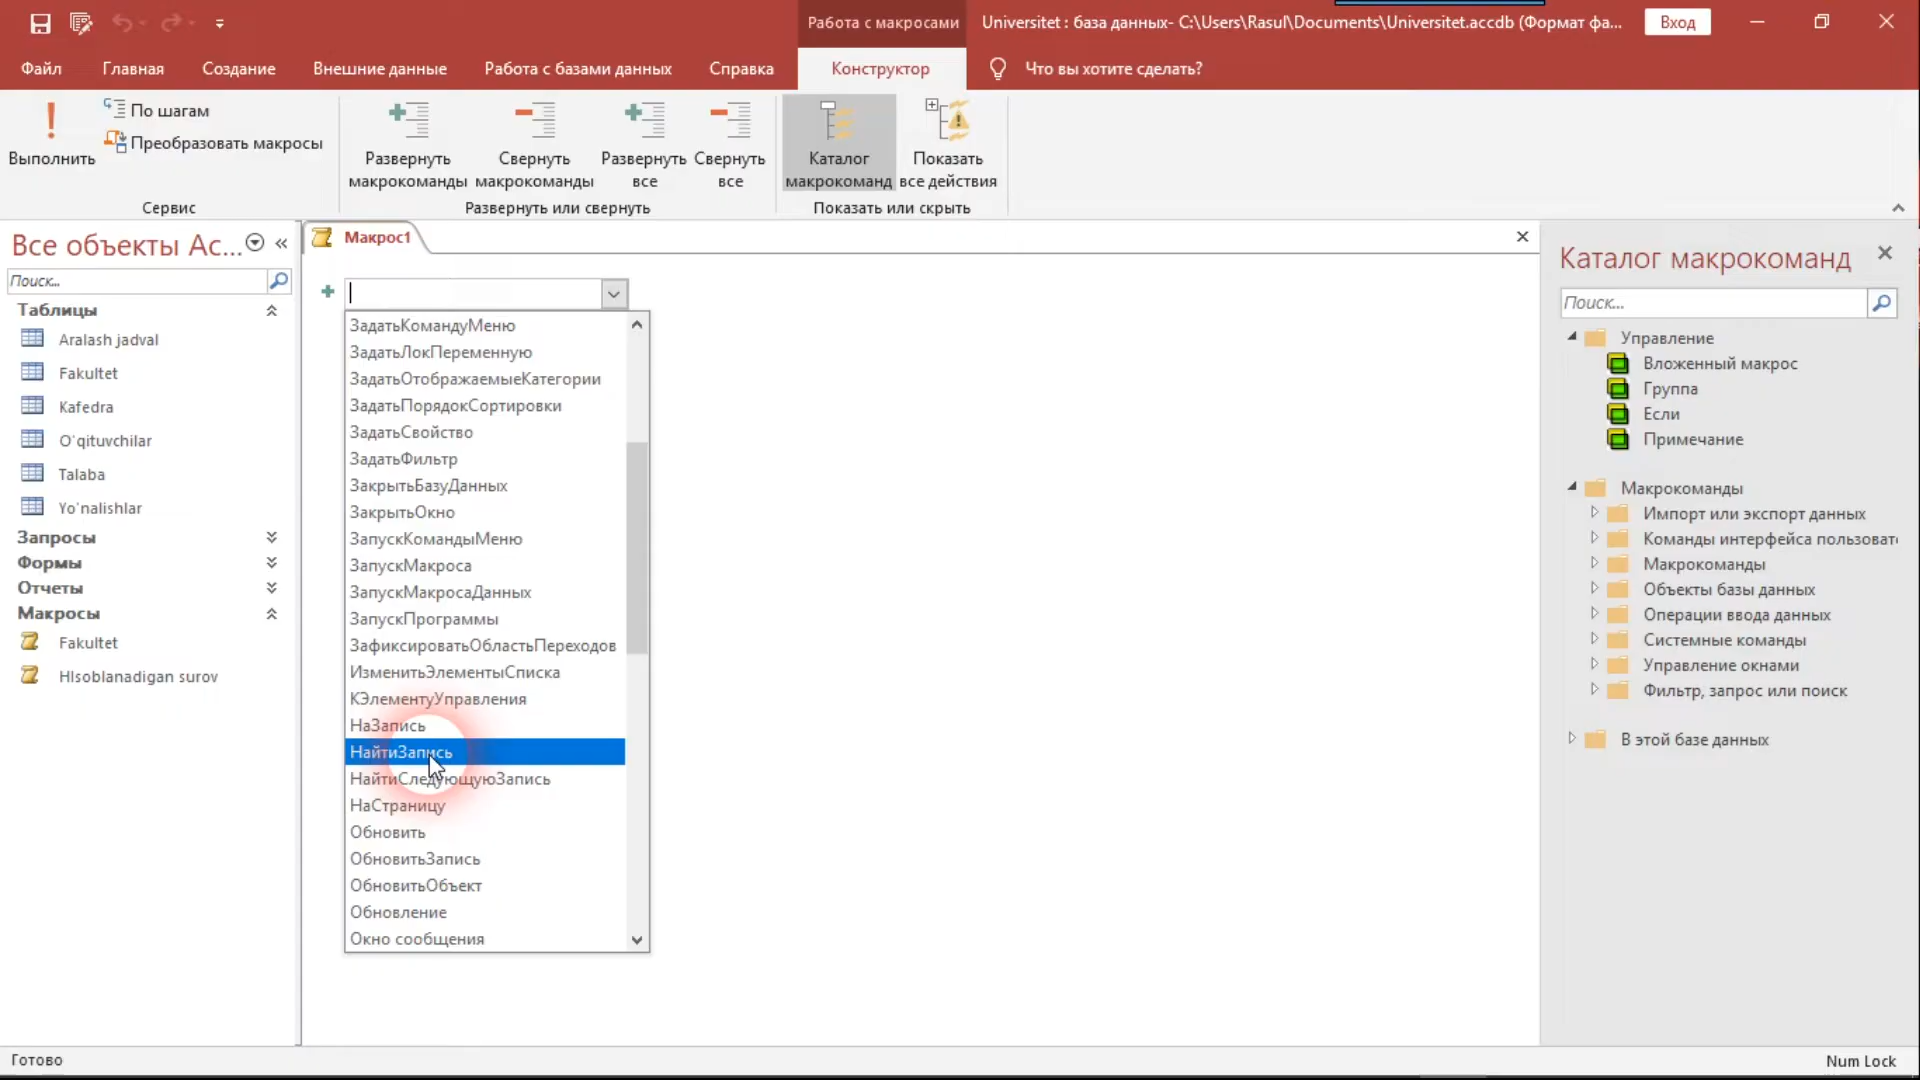 Работа с макросами
Universitet : база данных- C:\Users\Rasul\Documents\Universitet.accdb (Формат фа...
Вход
Файл
Главная
Создание
Внешние данные
Работа с базами данных
Справка
Конструктор
Что вы хотите сделать?
Выполнить
По шагам
Преобразовать макросы
Развернуть
макрокоманды
Свернуть
макрокоманды
Развернуть
все
Свернуть
все
Каталог
макрокоманд
Показать
все действия
Сервис
Развернуть или свернуть
Показать или скрыть
Все объекты Ac...
Поиск...
Таблицы
Aralash jadval
Fakultet
Kafedra
O`qituvchilar
Talaba
Yo`nalishlar
Запросы
Формы
Отчеты
Макросы
Fakultet
HIsoblanadigan surov
Макрос1
ЗадатьКомандуМеню
ЗадатьЛокПеременную
ЗадатьОтображаемыеКатегории
ЗадатьПорядокСортировки
ЗадатьСвойство
ЗадатьФильтр
ЗакрытьБазуДанных
ЗакрытьОкно
ЗапускКомандыМеню
ЗапускМакроса
ЗапускМакросаДанных
ЗапускПрограммы
ЗафиксироватьОбластьПереходов
ИзменитьЭлементыСписка
КЭлементуУправления
НаЗапись
НайтиЗапись
НайтиСледующуюЗапись
НаСтраницу
Обновить
ОбновитьЗапись
ОбновитьОбъект
Обновление
Окно сообщения
Каталог макрокоманд
Поиск...
Управление
Вложенный макрос
Группа
Если
Примечание
Макрокоманды
Импорт или экспорт данных
Команды интерфейса пользоват
Макрокоманды
Объекты базы данных
Операции ввода данных
Системные команды
Управление окнами
Фильтр, запрос или поиск
В этой базе данных
Готово
Num Lock